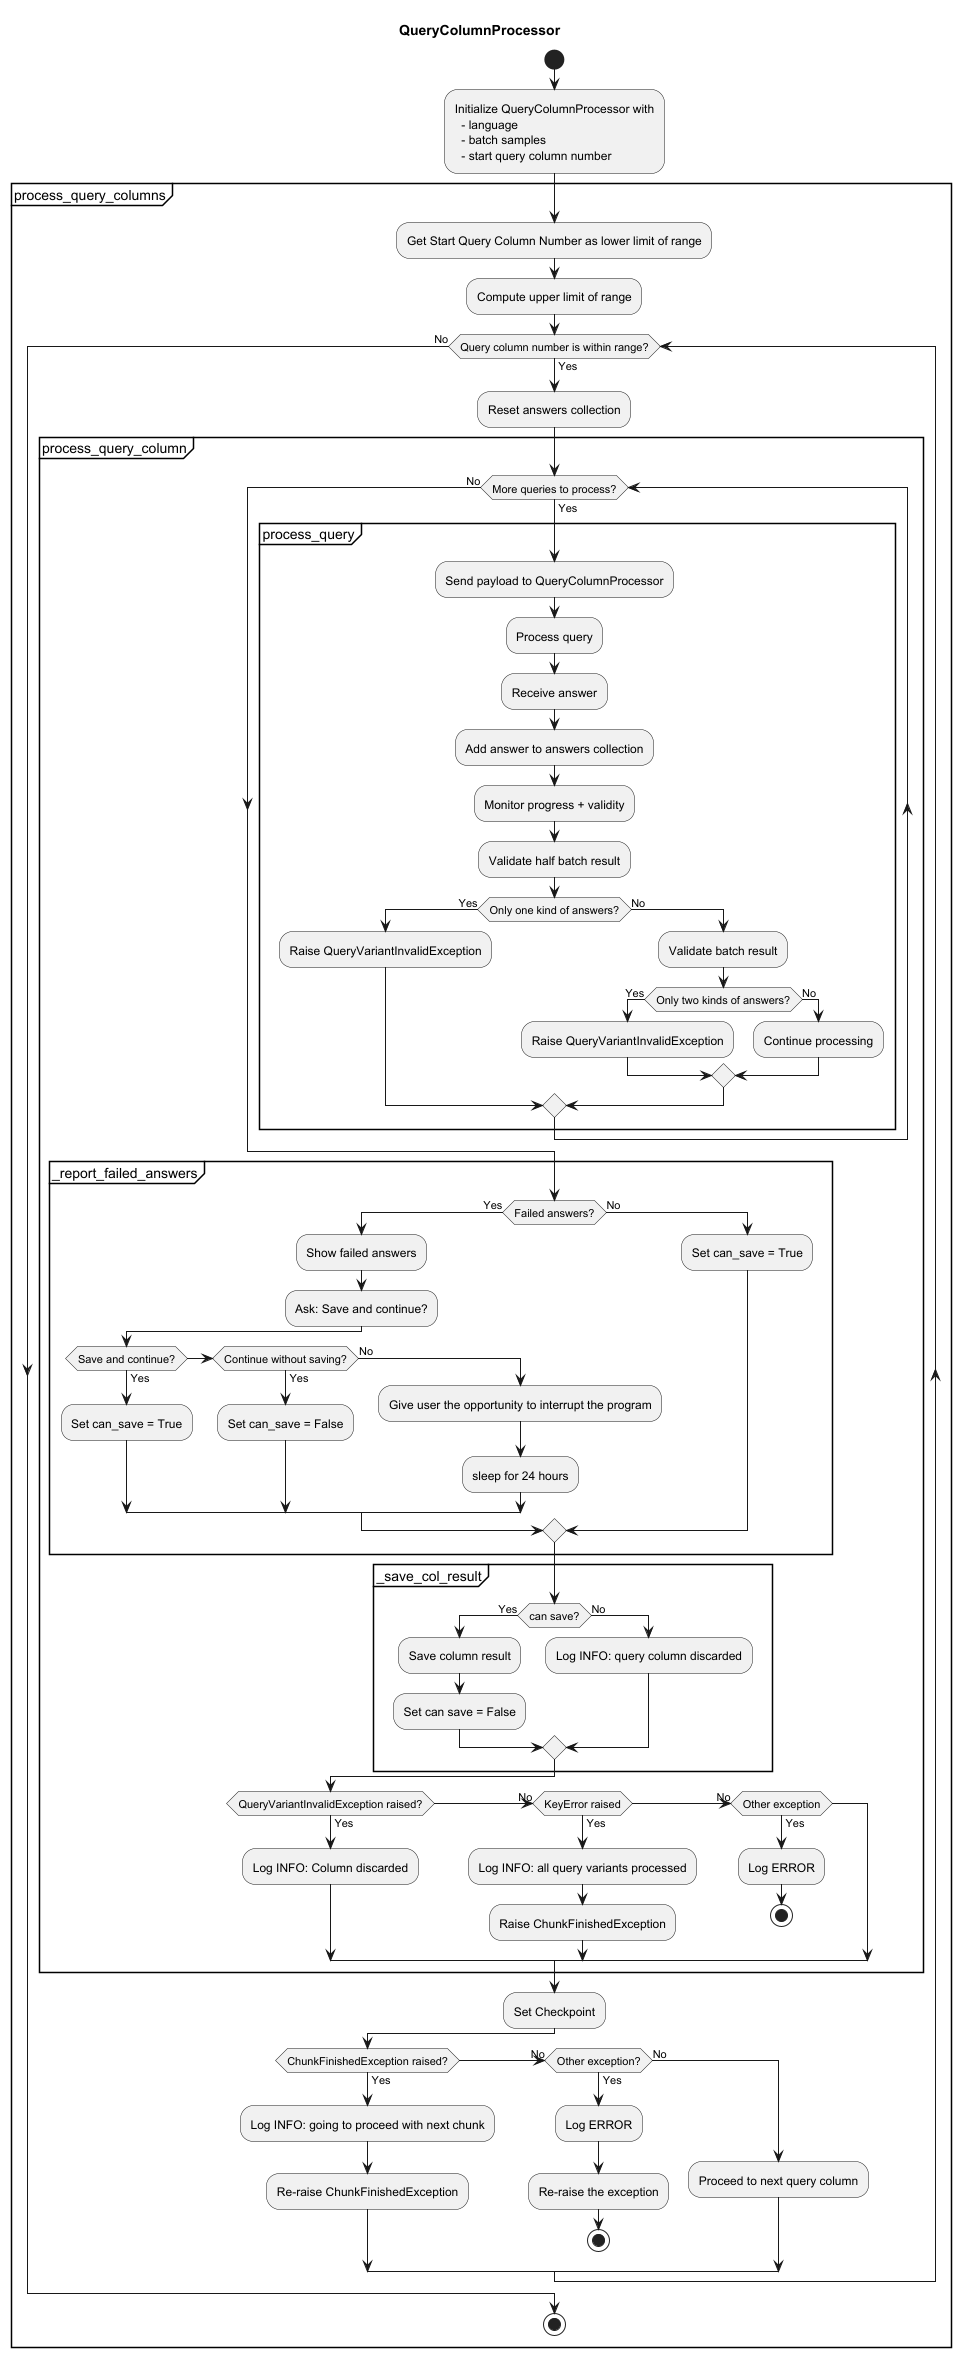 QueryColumnProcessor
Initialize QueryColumnProcessor with
- language
- batch samples
- start query column number
process_query_columns
Get Start Query Column Number as lower limit of range
Compute upper limit of range
No
Query column number is within range?
Yes
Reset answers collection
process_query_column
No
More queries to process?
Yes
process_query
Send payload to QueryColumnProcessor
Process query
Receive answer
Add answer to answers collection
Monitor progress + validity
Validate half batch result
Yes
Only one kind of answers?
No
Raise QueryVariantInvalidException
Validate batch result
Yes
Only two kinds of answers?
No
Raise QueryVariantInvalidException
Continue processing
_report_failed_answers
Yes
Failed answers?
No
Show failed answers
Set can_save = True
Ask: Save and continue?
Save and continue?
Continue without saving?
No
Yes
Yes
Set can_save = True
Set can_save = False
Give user the opportunity to interrupt the program
sleep for 24 hours
_save_col_result
Yes
can save?
No
Save column result
Log INFO: query column discarded
Set can save = False
QueryVariantInvalidException raised?
No
KeyError raised
No
Other exception
Yes
Yes
Yes
Log INFO: Column discarded
Log INFO: all query variants processed
Log ERROR
Raise ChunkFinishedException
Set Checkpoint
ChunkFinishedException raised?
No
Other exception?
No
Yes
Yes
Log INFO: going to proceed with next chunk
Log ERROR
Proceed to next query column
Re-raise ChunkFinishedException
Re-raise the exception